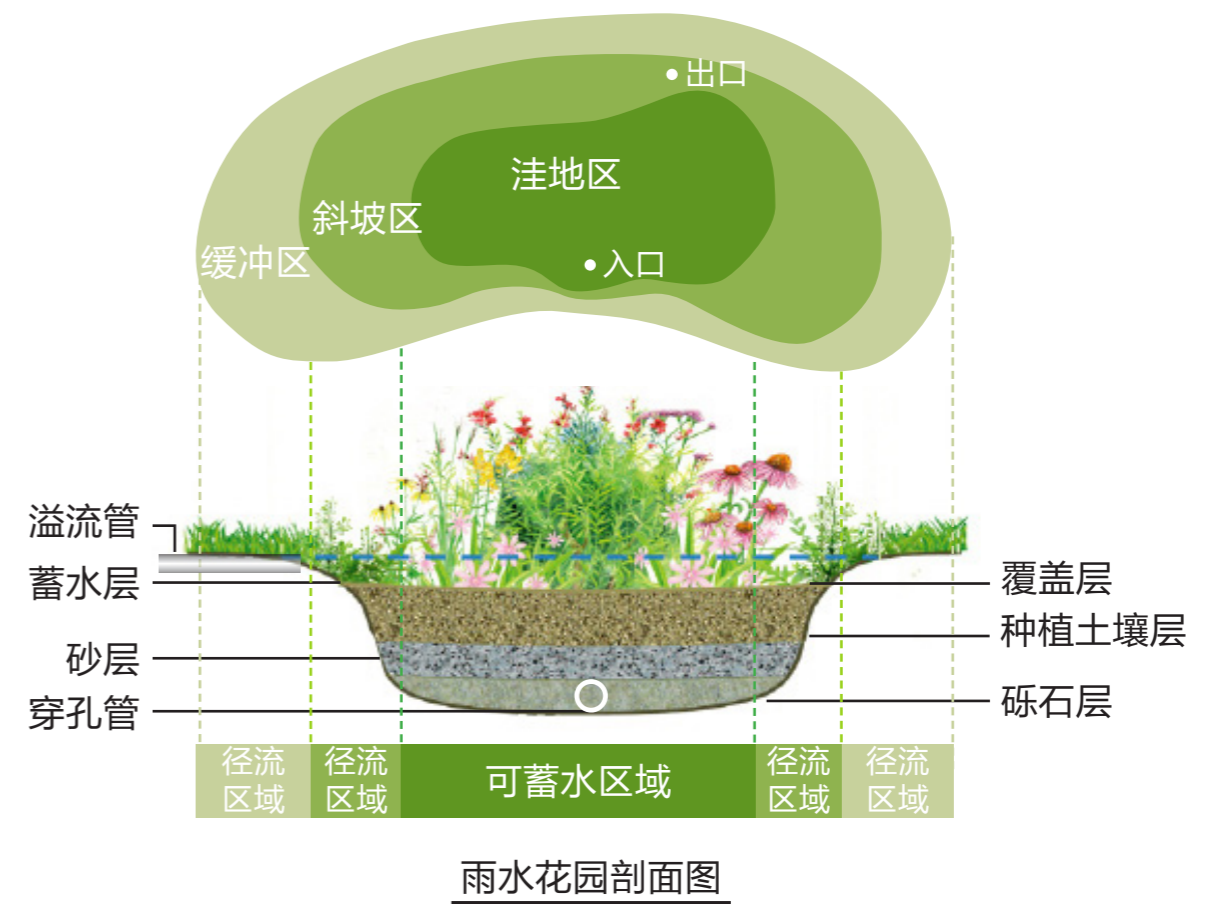 出口
洼地区
斜坡区
缓冲区
入口
溢流管
蓄水层
砂层
穿孔管
覆盖层
种植土壤层
砾石层
径流
区域
径流
区域
可蓄水区域
径流
区域
径流
区域
雨水花园剖面图